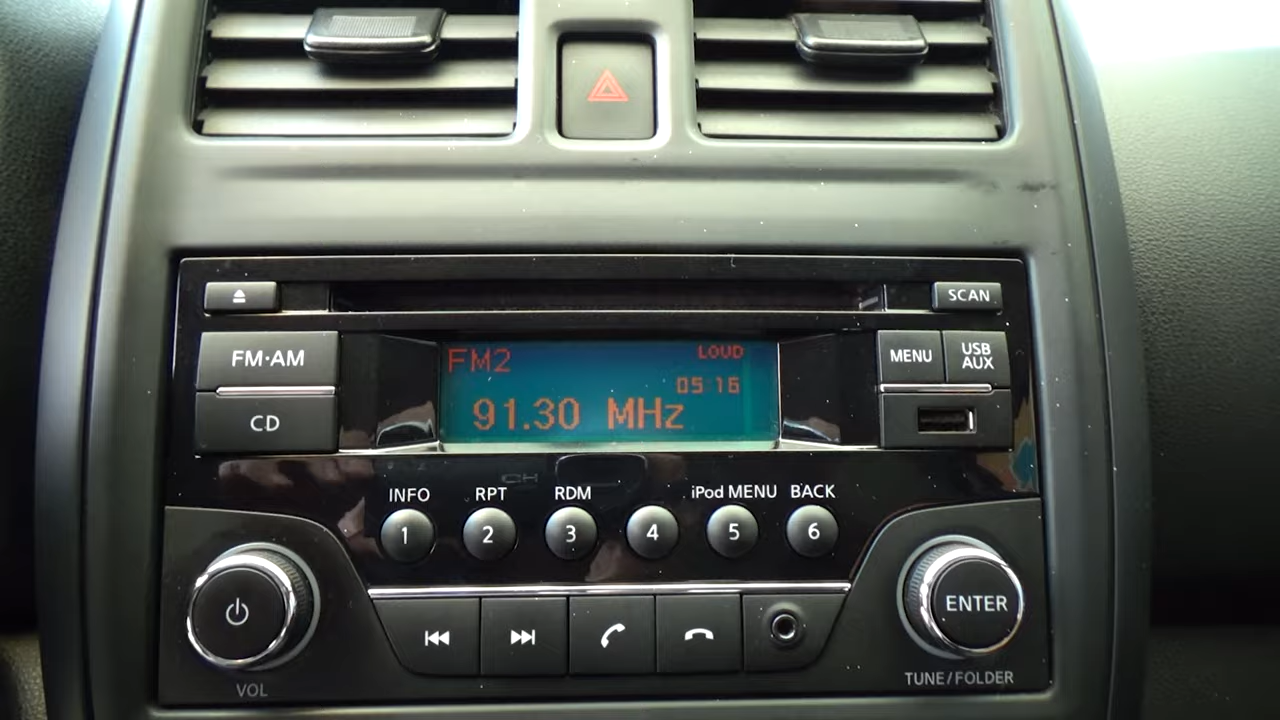 SCAN
FM·AM
FM2
LOUD
MENU
USB
AUX
05:16
91.30 MHz
CD
INFO
RPT
RDM
iPod MENU
BACK
1
2
3
4
5
6
ENTER
VOL
TUNE/FOLDER